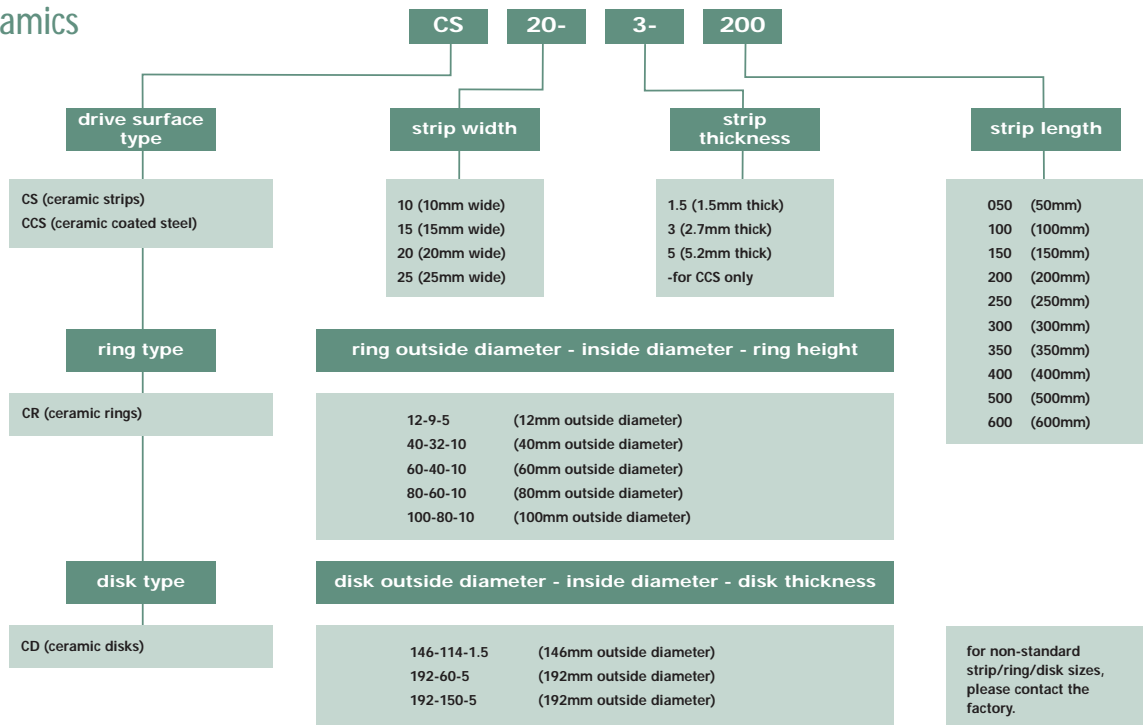 amics
CS 20- 3- 200
drive surface
type
strip width
strip
thickness
strip length
CS (ceramic strips)
CCS (ceramic coated steel)
10 (10mm wide)
15 (15mm wide)
20 (20mm wide)
25 (25mm wide)
1.5 (1.5mm thick)
3 (2.7mm thick)
5 (5.2mm thick)
-for CCS only
050 (50mm)
100 (100mm)
150 (150mm)
200 (200mm)
250 (250mm)
300 (300mm)
350 (350mm)
400 (400mm)
500 (500mm)
600 (600mm)
ring type
ring outside diameter - inside diameter - ring height
CR (ceramic rings)
12-9-5 (12mm outside diameter)
40-32-10 (40mm outside diameter)
60-40-10 (60mm outside diameter)
80-60-10 (80mm outside diameter)
100-80-10 (100mm outside diameter)
disk type
disk outside diameter - inside diameter - disk thickness
CD (ceramic disks)
146-114-1.5 (146mm outside diameter)
192-60-5 (192mm outside diameter)
192-150-5 (192mm outside diameter)
for non-standard
strip/ring/disk sizes,
please contact the
factory.